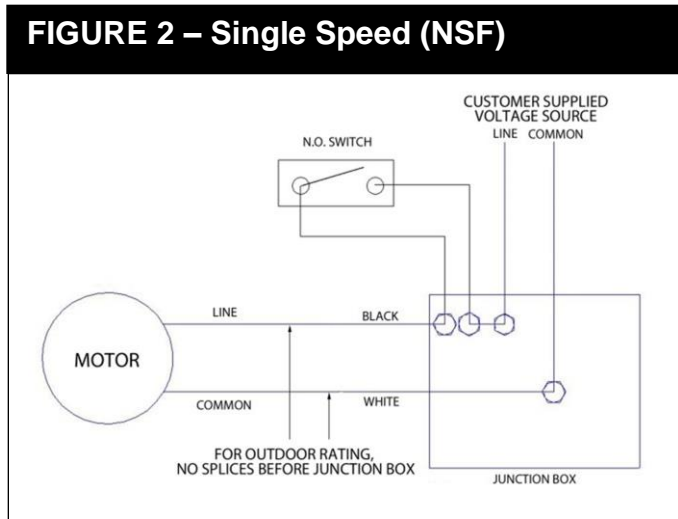 FIGURE 2 – Single Speed (NSF)
CUSTOMER SUPPLIED
VOLTAGE SOURCE
LINE COMMON
N.O. SWITCH
LINE
BLACK
MOTOR
COMMON
WHITE
FOR OUTDOOR RATING,
NO SPLICES BEFORE JUNCTION BOX
JUNCTION BOX